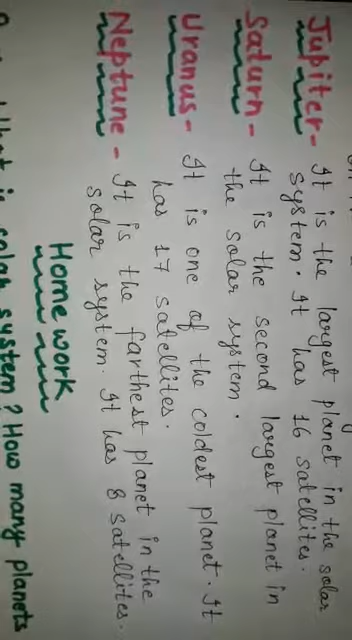 Jupiter- It is the largest planet in the solar
system. It has 16 satellites.
Saturn- It is the second largest planet in
the solar system.
Uranus- It is one of the coldest planet. It
has 17 satellites.
Neptune- It is the farthest planet in the
solar system. It has 8 satellites.
Home work
What is solar system? How many planets